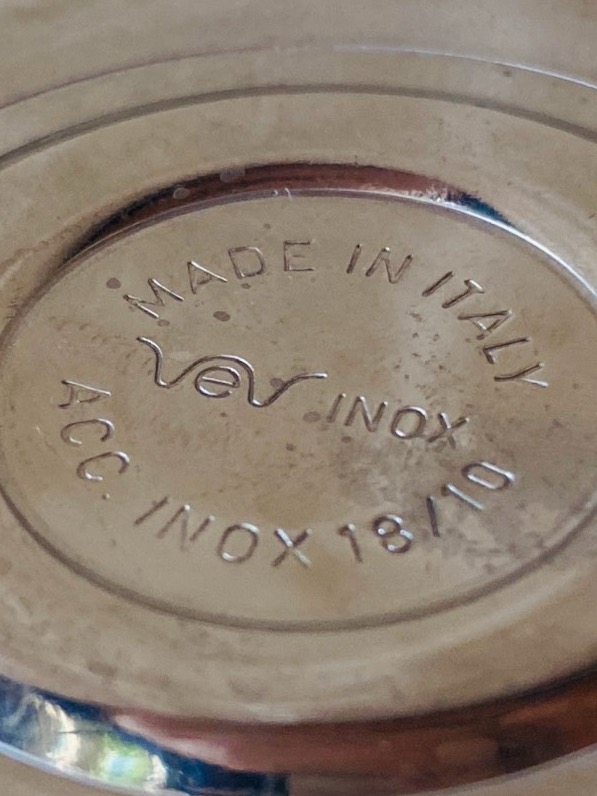 MADE IN ITALY
vev INOX
ACC. INOX 18/10